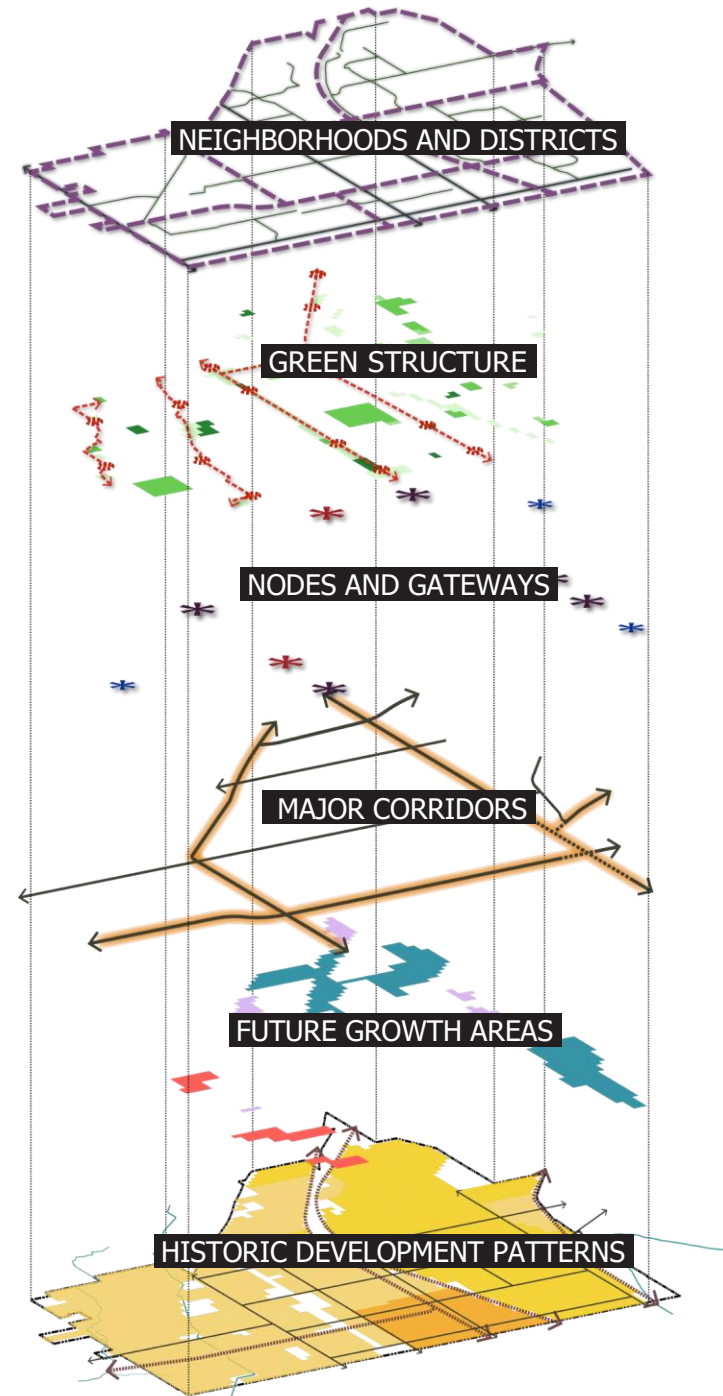 NEIGHBORHOODS AND DISTRICTS
GREEN STRUCTURE
NODES AND GATEWAYS
MAJOR CORRIDORS
FUTURE GROWTH AREAS
HISTORIC DEVELOPMENT PATTERNS